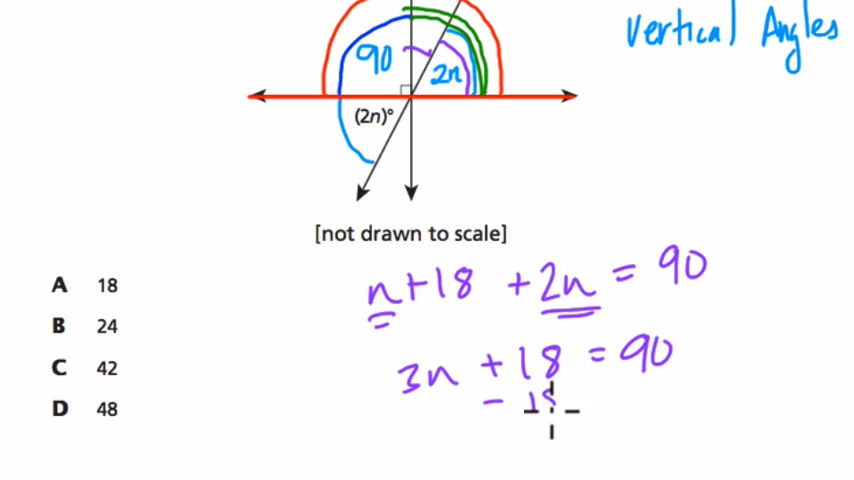 Vertical Angles
90
2n
(2n)°
[not drawn to scale]
n+18 + 2n = 90
A 18
B 24
3n + 18 = 90
C 42
- 18
D 48